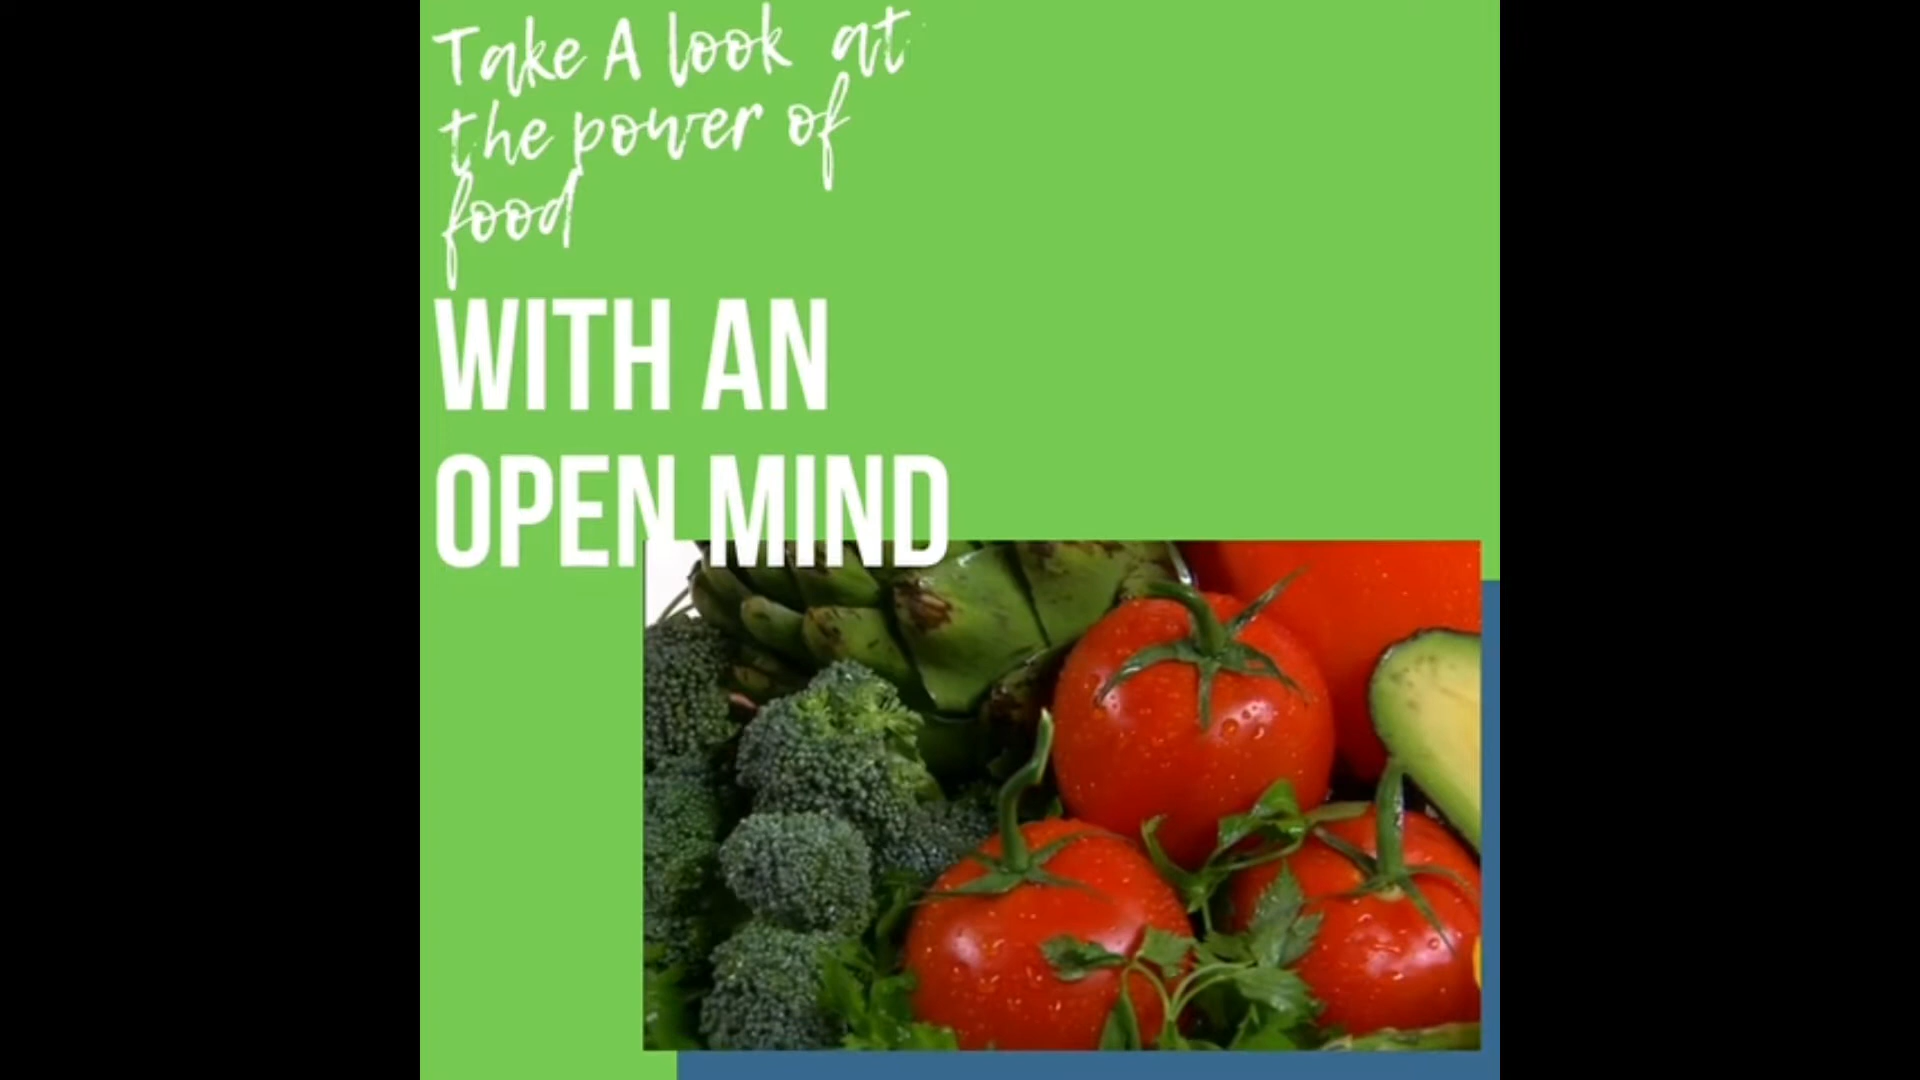 Take A look at
the power of
food
WITH AN
OPEN MIND